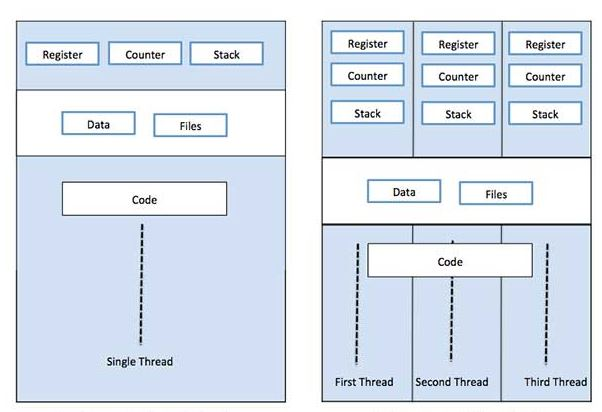 Register Counter Stack
Data Files
Code
Single Thread
Register Register Register
Counter Counter Counter
Stack Stack Stack
Data Files
Code
First Thread Second Thread Third Thread